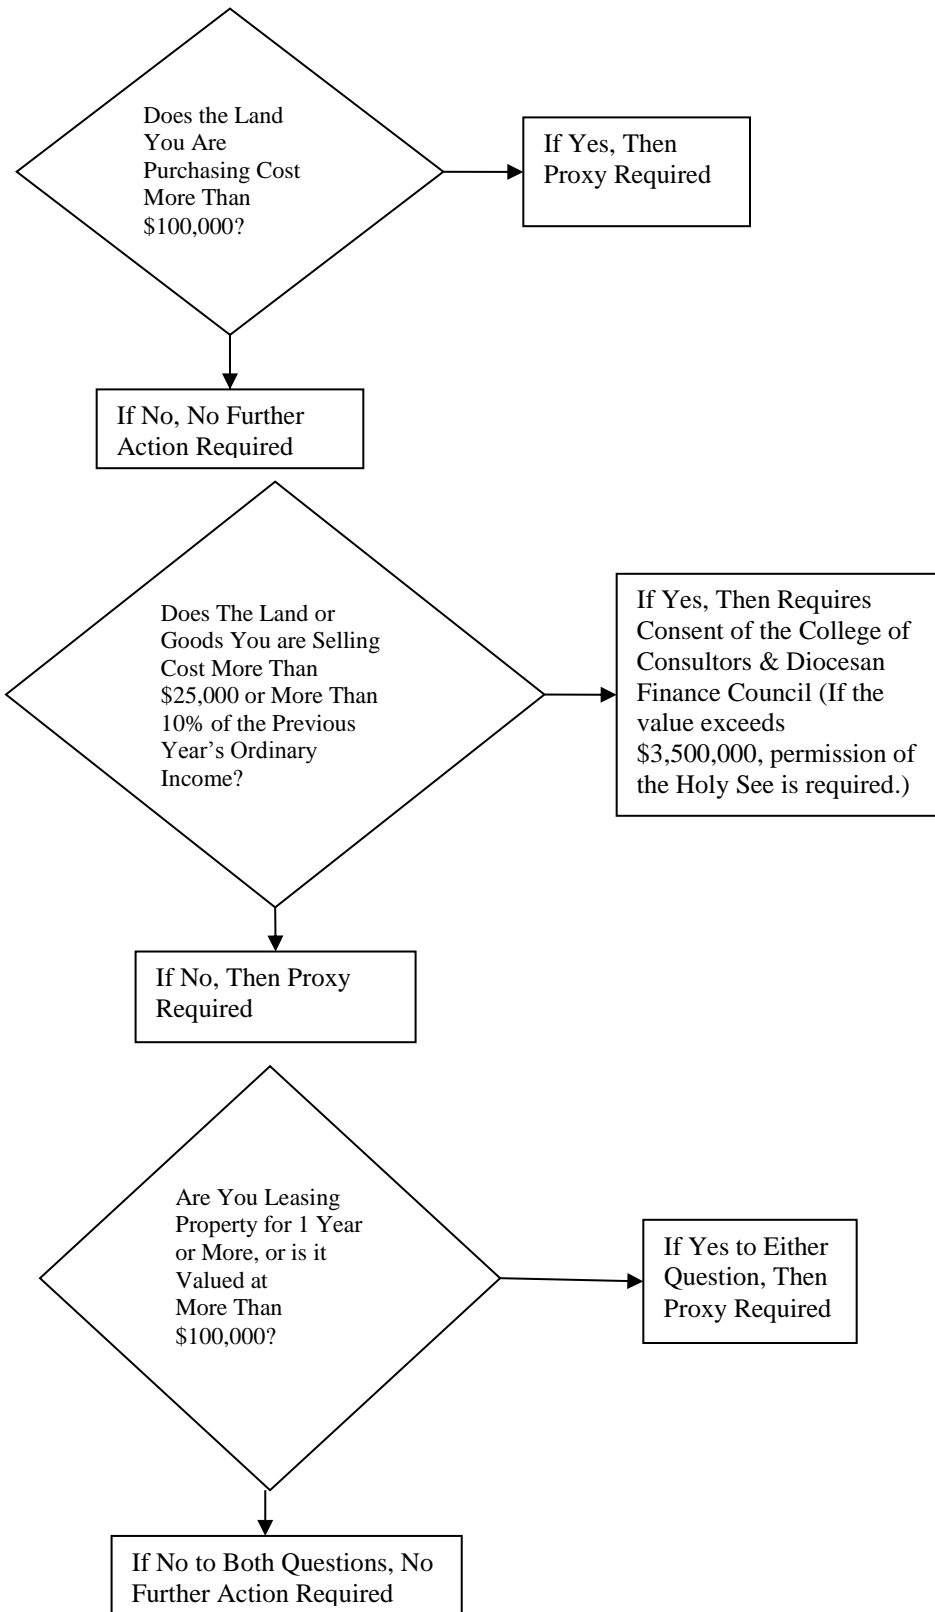 Does the Land
You Are
Purchasing Cost
More Than
$100,000?
If Yes, Then
Proxy Required
If No, No Further
Action Required
Does The Land or
Goods You are Selling
Cost More Than
$25,000 or More Than
10% of the Previous
Year’s Ordinary
Income?
If Yes, Then Requires
Consent of the College of
Consultors & Diocesan
Finance Council (If the
value exceeds
$3,500,000, permission of
the Holy See is required.)
If No, Then Proxy
Required
Are You Leasing
Property for 1 Year
or More, or is it
Valued at
More Than
$100,000?
If Yes to Either
Question, Then
Proxy Required
If No to Both Questions, No
Further Action Required